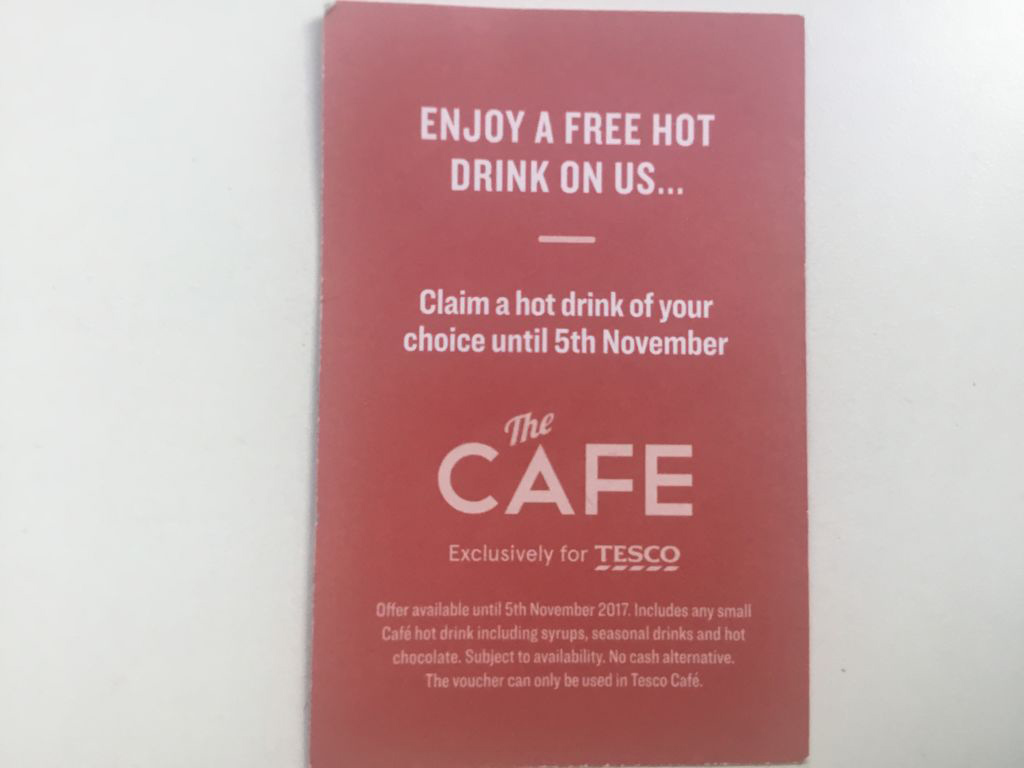 ENJOY A FREE HOT
DRINK ON US...
Claim a hot drink of your
choice until 5th November
The
CAFE
Exclusively for TESCO
Offer available until 5th November 2017. Includes any small
Café hot drink including syrups, seasonal drinks and hot
chocolate. Subject to availability. No cash alternative.
The voucher can only be used in Tesco Café.